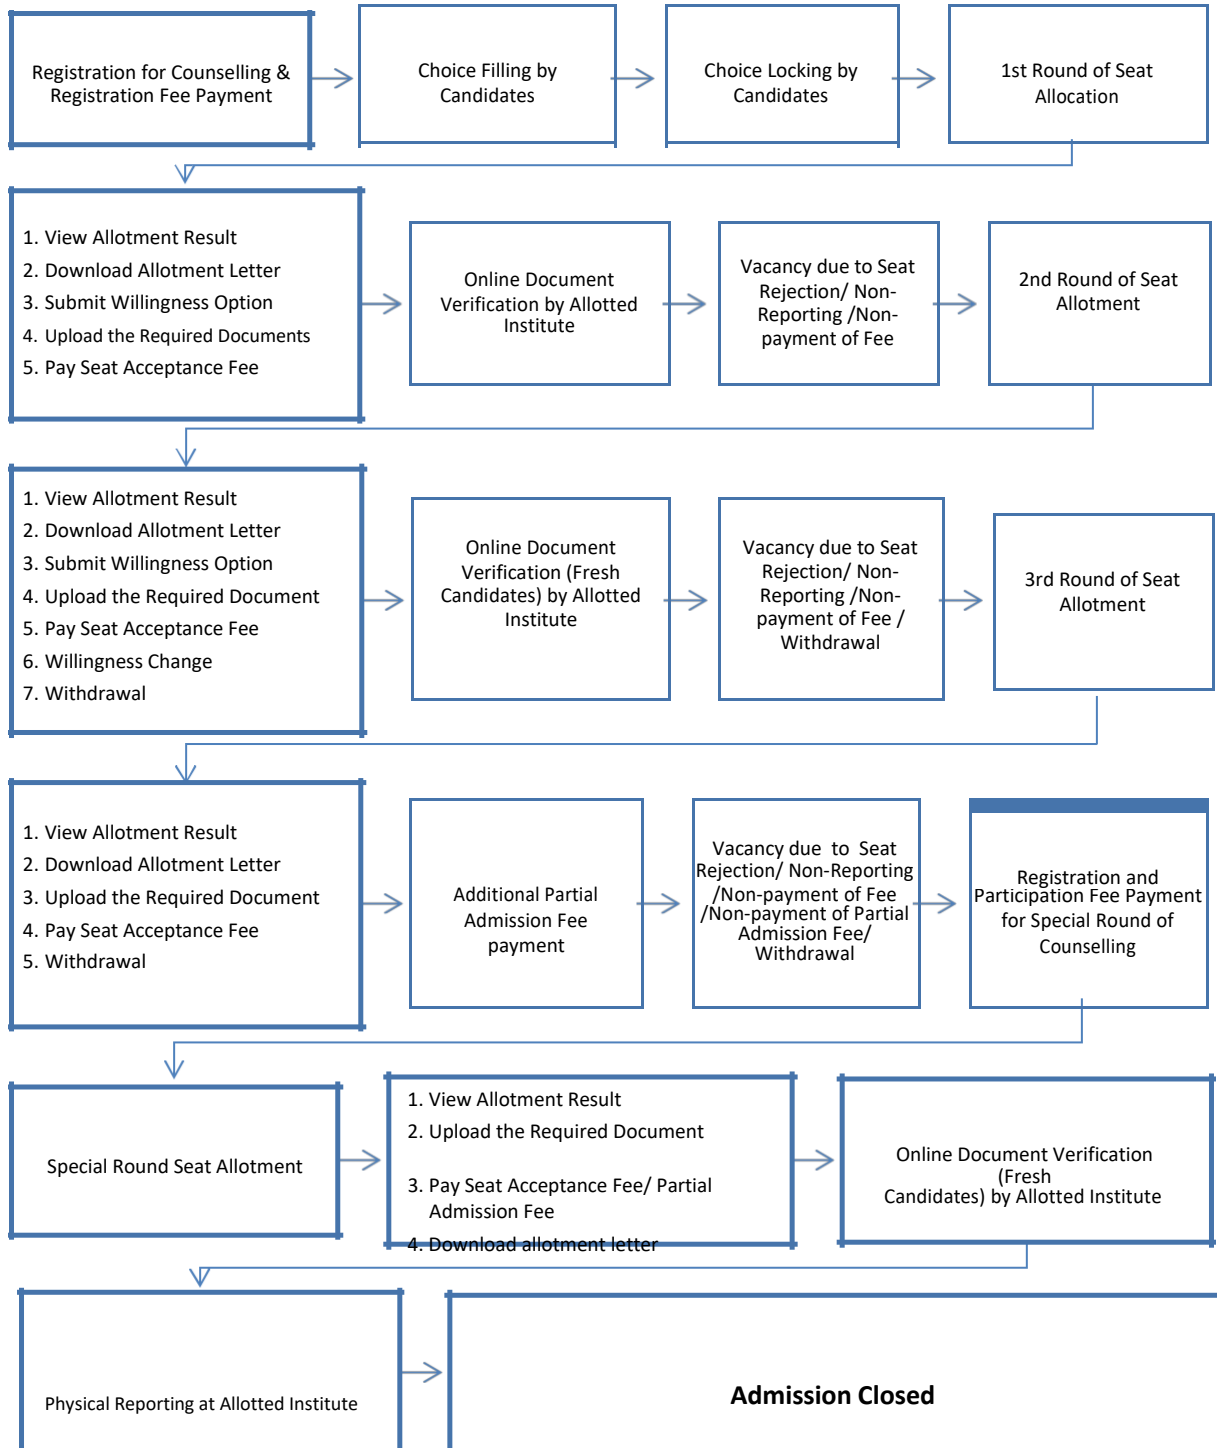 Registration for Counselling &
Registration Fee Payment
Choice Filling by
Candidates
Choice Locking by
Candidates
1st Round of Seat
Allocation
1. View Allotment Result
2. Download Allotment Letter
3. Submit Willingness Option
4. Upload the Required Documents
5. Pay Seat Acceptance Fee
Online Document
Verification by Allotted
Institute
Vacancy due to Seat
Rejection/ Non-
Reporting /Non-
payment of Fee
2nd Round of Seat
Allotment
1. View Allotment Result
2. Download Allotment Letter
3. Submit Willingness Option
4. Upload the Required Document
5. Pay Seat Acceptance Fee
6. Willingness Change
7. Withdrawal
Online Document
Verification (Fresh
Candidates) by Allotted
Institute
Vacancy due to Seat
Rejection/ Non-
Reporting /Non-
payment of Fee /
Withdrawal
3rd Round of Seat
Allotment
1. View Allotment Result
2. Download Allotment Letter
3. Upload the Required Document
4. Pay Seat Acceptance Fee
5. Withdrawal
Additional Partial
Admission Fee
payment
Vacancy due to Seat
Rejection/ Non-Reporting
/Non-payment of Fee
/Non-payment of Partial
Admission Fee/
Withdrawal
Registration and
Participation Fee Payment
for Special Round of
Counselling
Special Round Seat Allotment
1. View Allotment Result
2. Upload the Required Document
3. Pay Seat Acceptance Fee/ Partial
Admission Fee
4. Download allotment letter
Online Document Verification
(Fresh
Candidates) by Allotted Institute
Physical Reporting at Allotted Institute
Admission Closed